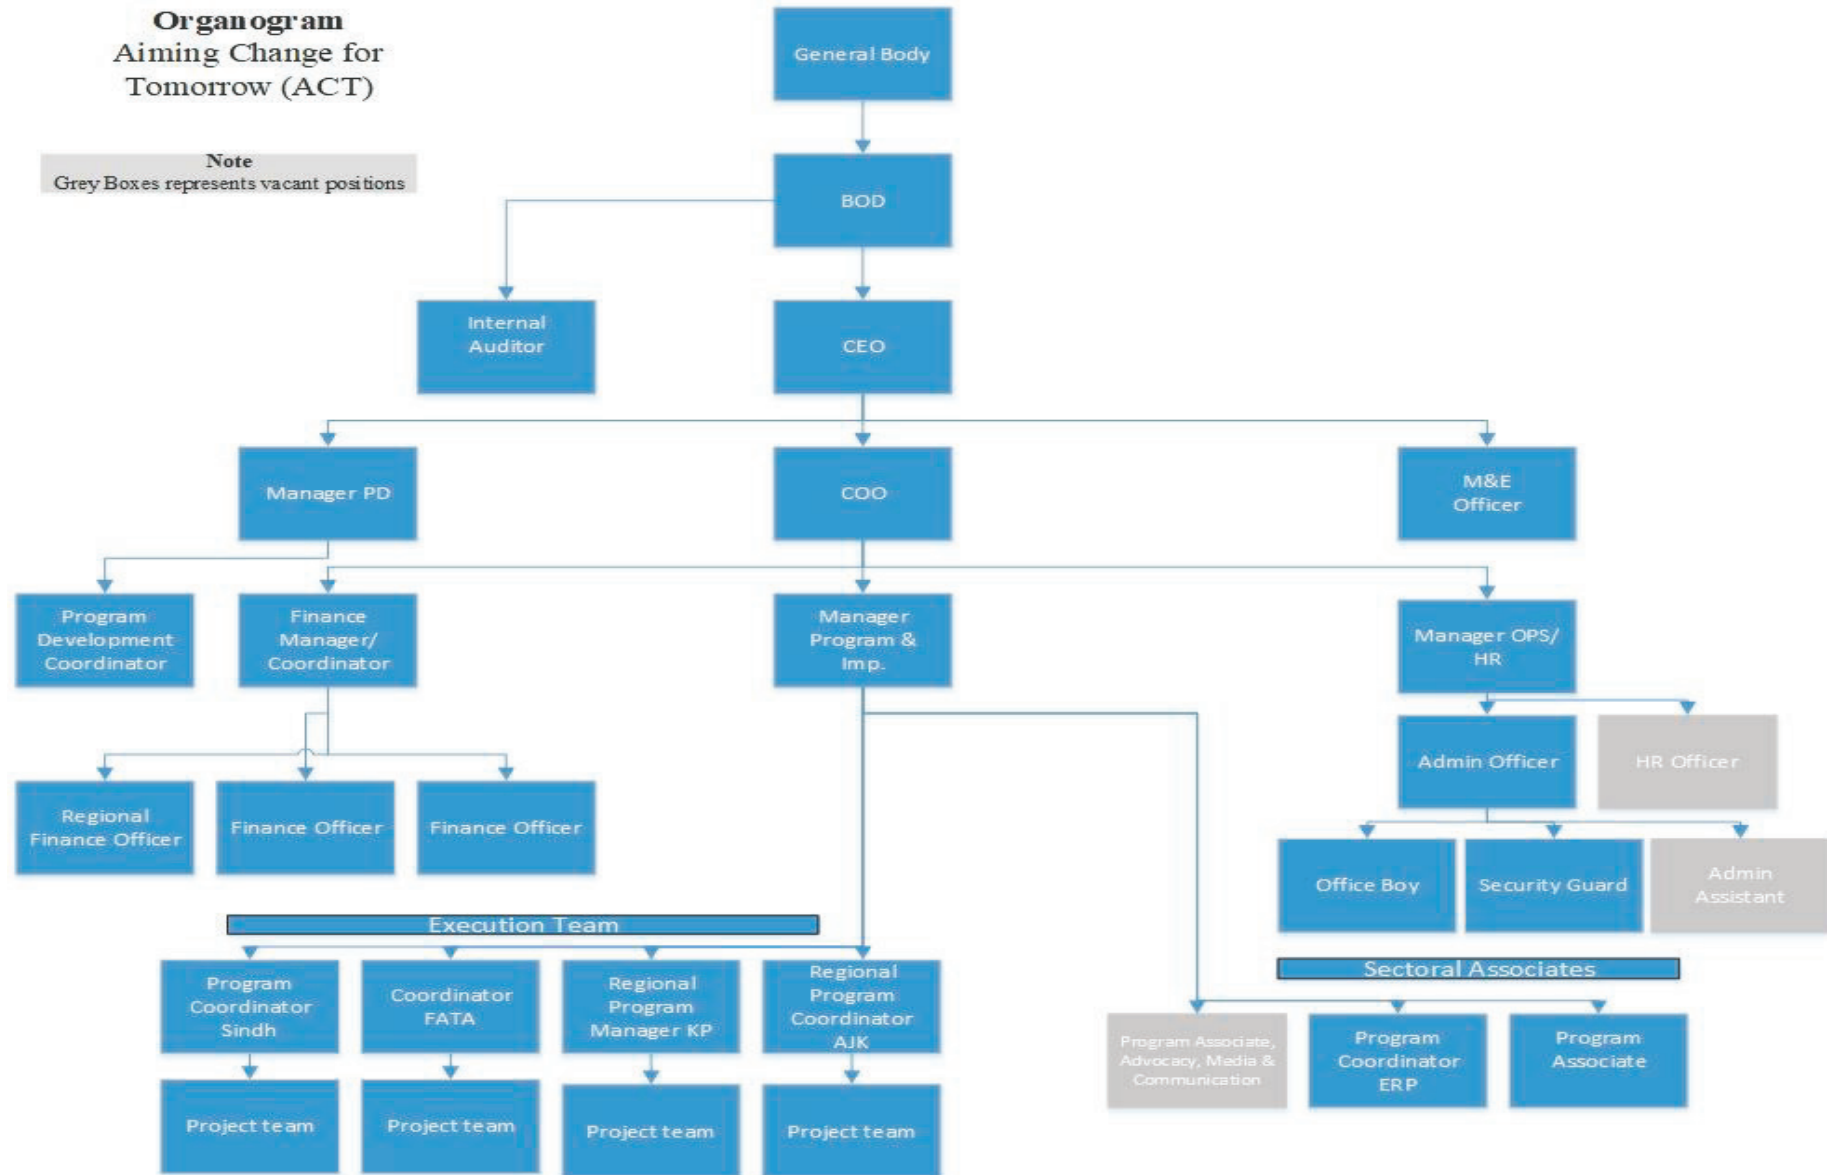 Organogram
Aiming Change for
Tomorrow (ACT)
Note
Grey Boxes represents vacant positions
General Body
BOD
Internal
Auditor
CEO
Manager PD
COO
M&E
Officer
Program
Development
Coordinator
Finance
Manager/
Coordinator
Manager
Program &
Imp.
Manager OPS/
HR
Admin Officer
HR Officer
Regional
Finance Officer
Finance Officer
Finance Officer
Office Boy
Security Guard
Admin
Assistant
Execution Team
Sectoral Associates
Program
Coordinator
Sindh
Coordinator
FATA
Regional
Program
Manager KP
Regional
Program
Coordinator
AJK
Program Associate,
Advocacy, Media &
Communication
Program
Coordinator
ERP
Program
Associate
Project team
Project team
Project team
Project team